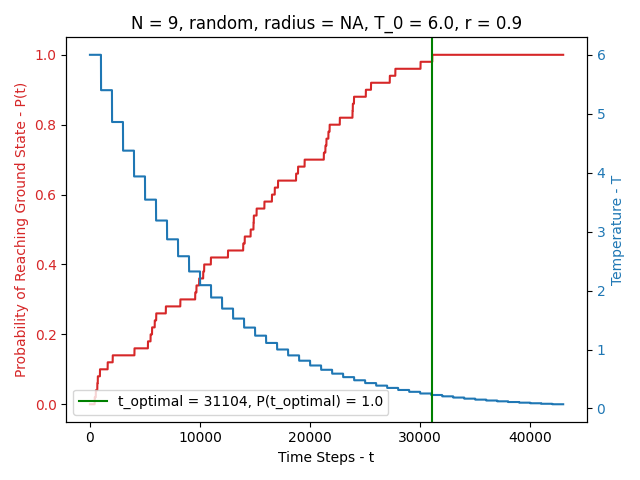 N = 9, random, radius = NA, T_0 = 6.0, r = 0.9
Probability of Reaching Ground State - P(t)
1.0
0.8
0.6
0.4
0.2
0.0
6
5
4
3
2
1
0
Temperature - T
t_optimal = 31104, P(t_optimal) = 1.0
0 10000 20000 30000 40000
Time Steps - t